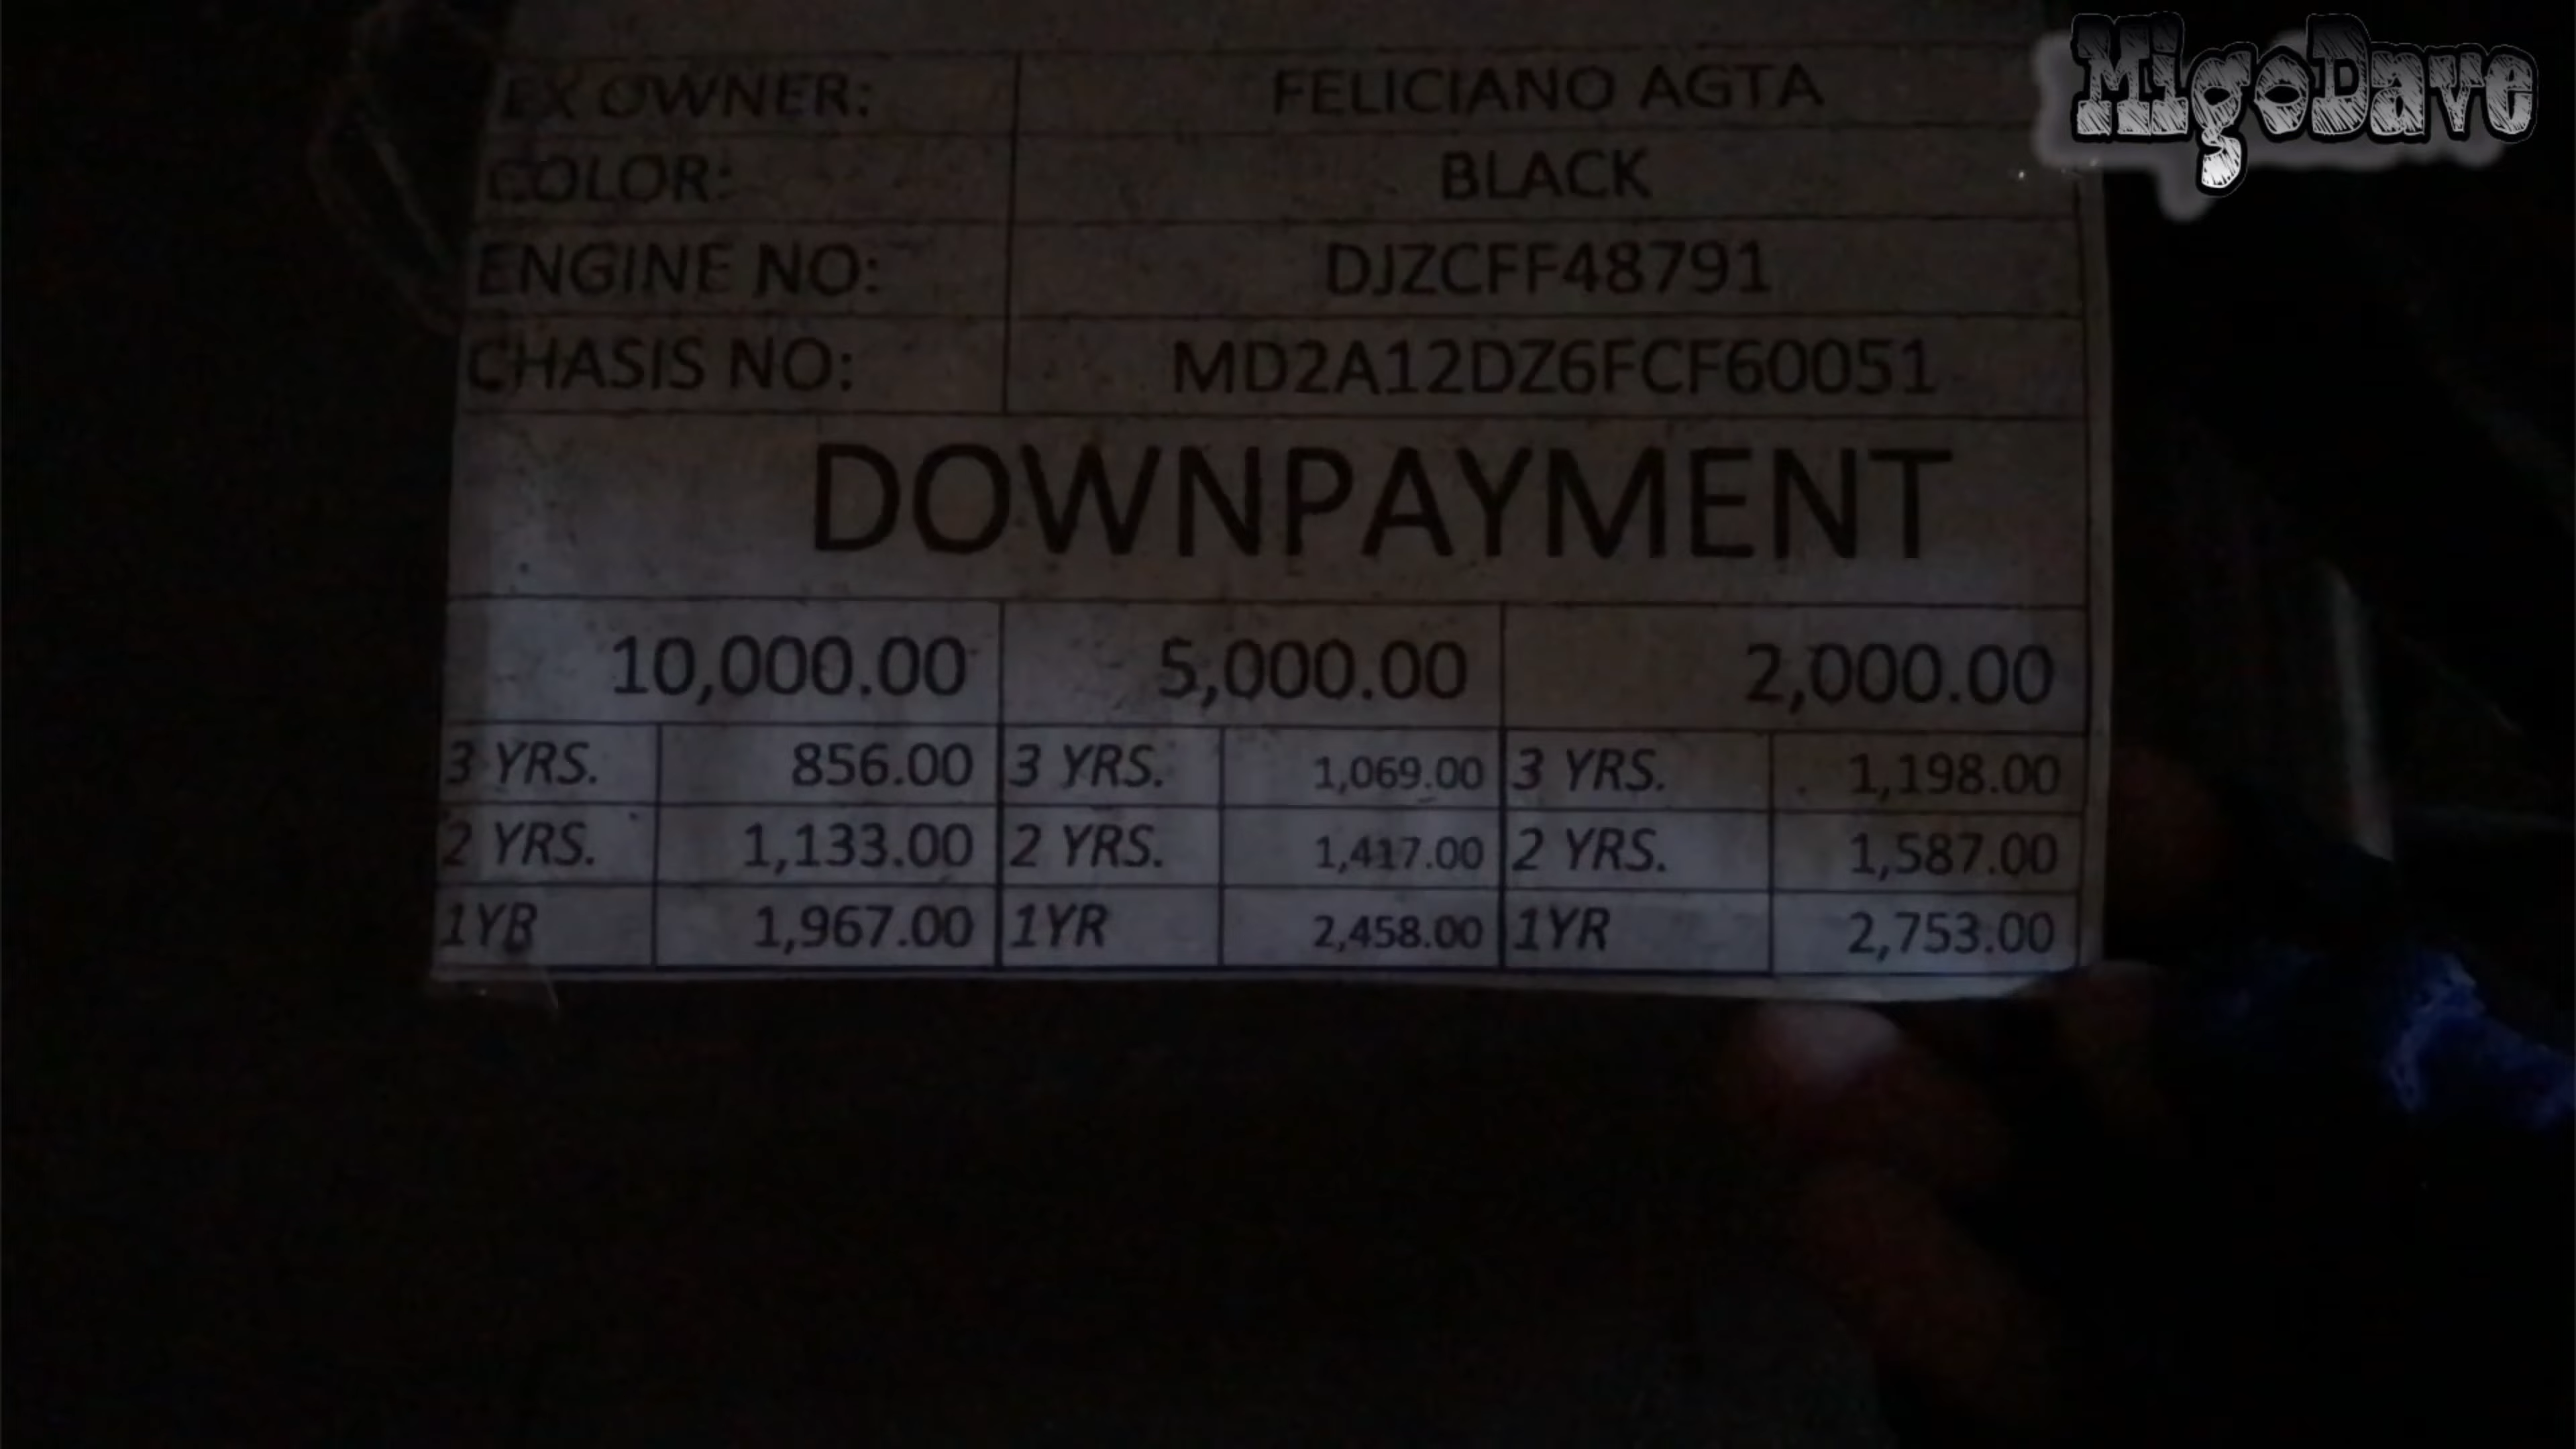 MigoDave
EX OWNER: FELICIANO AGTA
COLOR: BLACK
ENGINE NO: DJZCFF48791
CHASIS NO: MD2A12DZ6FCF60051
DOWNPAYMENT
10,000.00 5,000.00 2,000.00
3 YRS. 856.00 3 YRS. 1,069.00 3 YRS. 1,198.00
2 YRS. 1,133.00 2 YRS. 1,417.00 2 YRS. 1,587.00
1YR 1,967.00 1YR 2,458.00 1YR 2,753.00